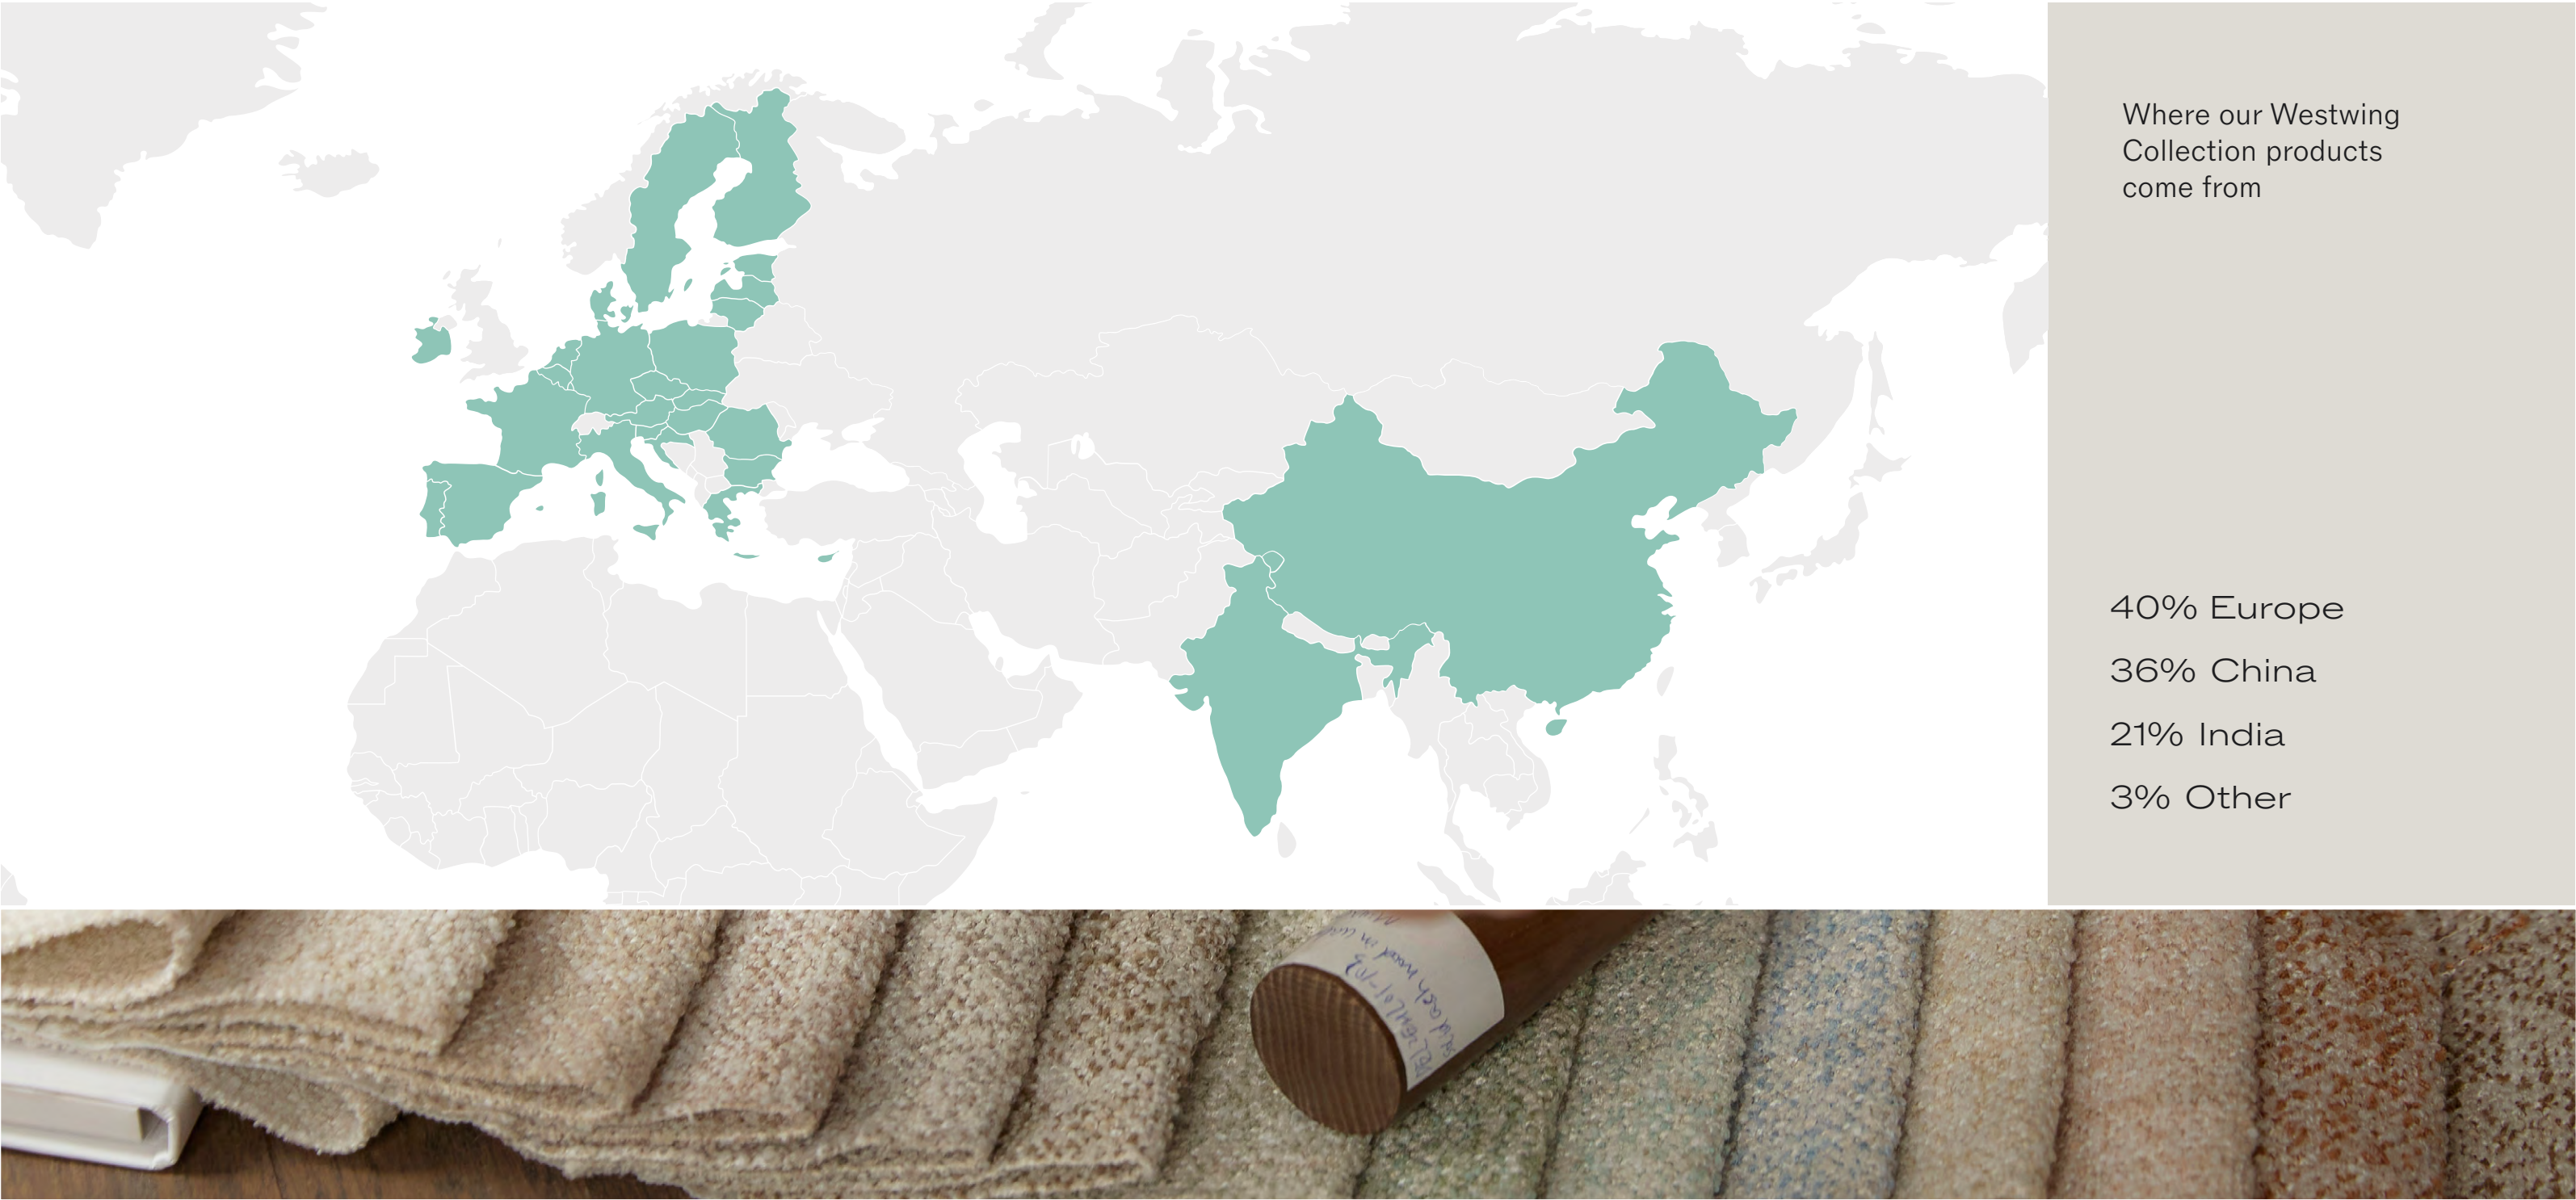 Where our Westwing
Collection products
come from
40% Europe
36% China
21% India
3% Other